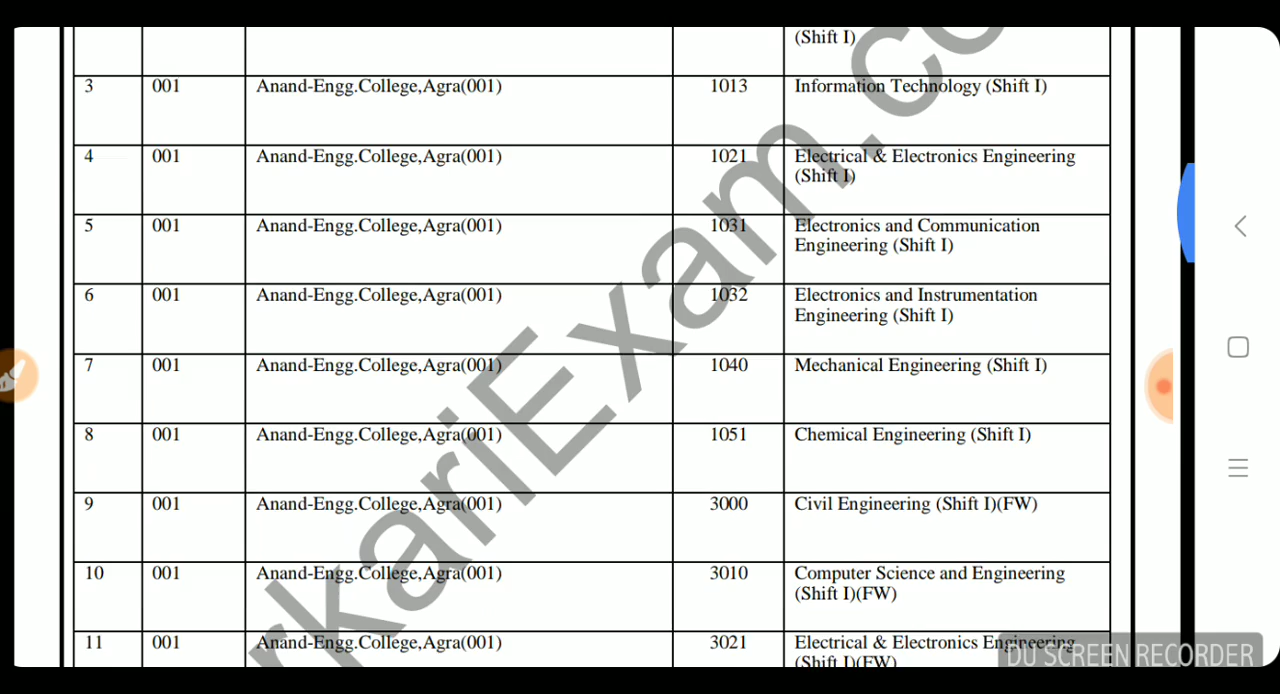 (Shift I)
3 001 Anand-Engg.College,Agra(001) 1013 Information Technology (Shift I)
4 001 Anand-Engg.College,Agra(001) 1021 Electrical & Electronics Engineering
(Shift I)
5 001 Anand-Engg.College,Agra(001) 1031 Electronics and Communication
Engineering (Shift I)
6 001 Anand-Engg.College,Agra(001) 1032 Electronics and Instrumentation
Engineering (Shift I)
7 001 Anand-Engg.College,Agra(001) 1040 Mechanical Engineering (Shift I)
8 001 Anand-Engg.College,Agra(001) 1051 Chemical Engineering (Shift I)
9 001 Anand-Engg.College,Agra(001) 3000 Civil Engineering (Shift I)(FW)
10 001 Anand-Engg.College,Agra(001) 3010 Computer Science and Engineering
(Shift I)(FW)
11 001 Anand-Engg.College,Agra(001) 3021 Electrical & Electronics Engineering
(Shift I)(FW)
rkariExam.co
DU SCREEN RECORDER